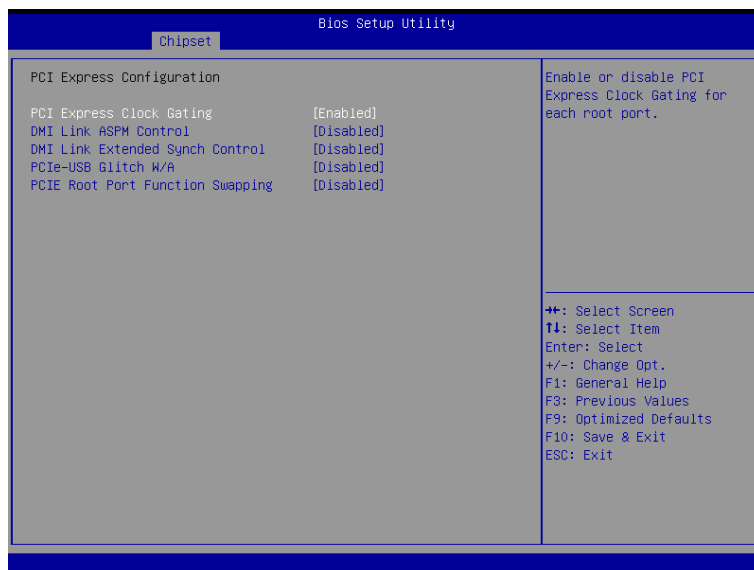 Bios Setup Utility
Chipset
PCI Express Configuration
PCI Express Clock Gating [Enabled]
DMI Link ASPM Control [Disabled]
DMI Link Extended Synch Control [Disabled]
PCIe-USB Glitch W/A [Disabled]
PCIE Root Port Function Swapping [Disabled]
Enable or disable PCI
Express Clock Gating for
each root port.
→←: Select Screen
↑↓: Select Item
Enter: Select
+/-: Change Opt.
F1: General Help
F3: Previous Values
F9: Optimized Defaults
F10: Save & Exit
ESC: Exit